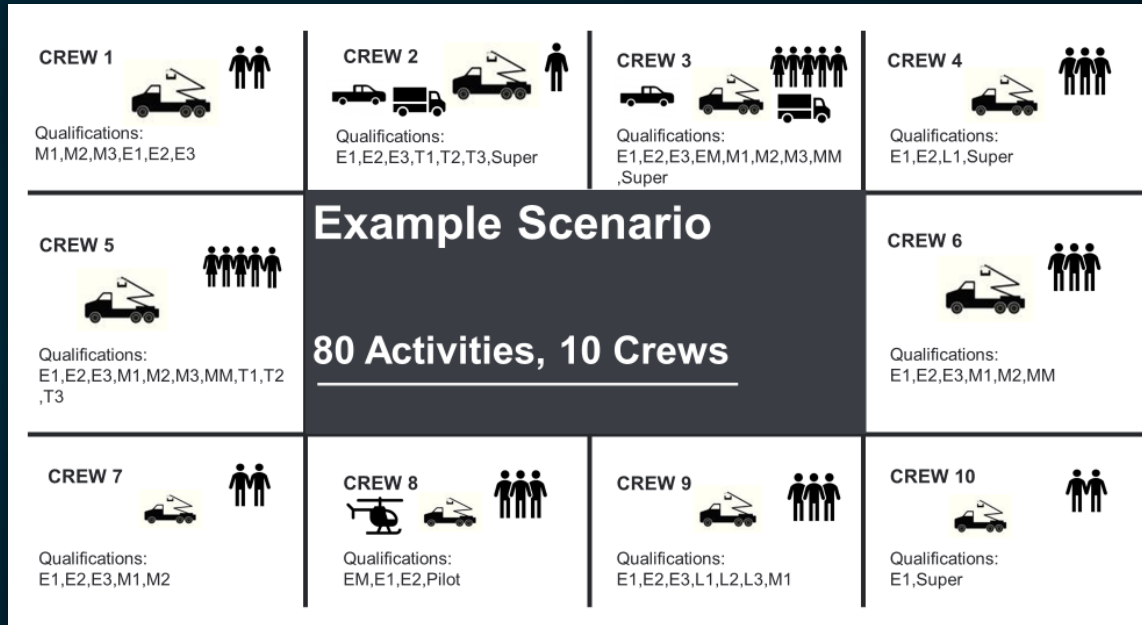 CREW 1
Qualifications:
M1,M2,M3,E1,E2,E3
CREW 2
Qualifications:
E1,E2,E3,T1,T2,T3,Super
CREW 3
Qualifications:
E1,E2,E3,EM,M1,M2,M3,MM
,Super
CREW 4
Qualifications:
E1,E2,L1,Super
CREW 5
Qualifications:
E1,E2,E3,M1,M2,M3,MM,T1,T2
,T3
Example Scenario
80 Activities, 10 Crews
CREW 6
Qualifications:
E1,E2,E3,M1,M2,MM
CREW 7
Qualifications:
E1,E2,E3,M1,M2
CREW 8
Qualifications:
EM,E1,E2,Pilot
CREW 9
Qualifications:
E1,E2,E3,L1,L2,L3,M1
CREW 10
Qualifications:
E1,Super